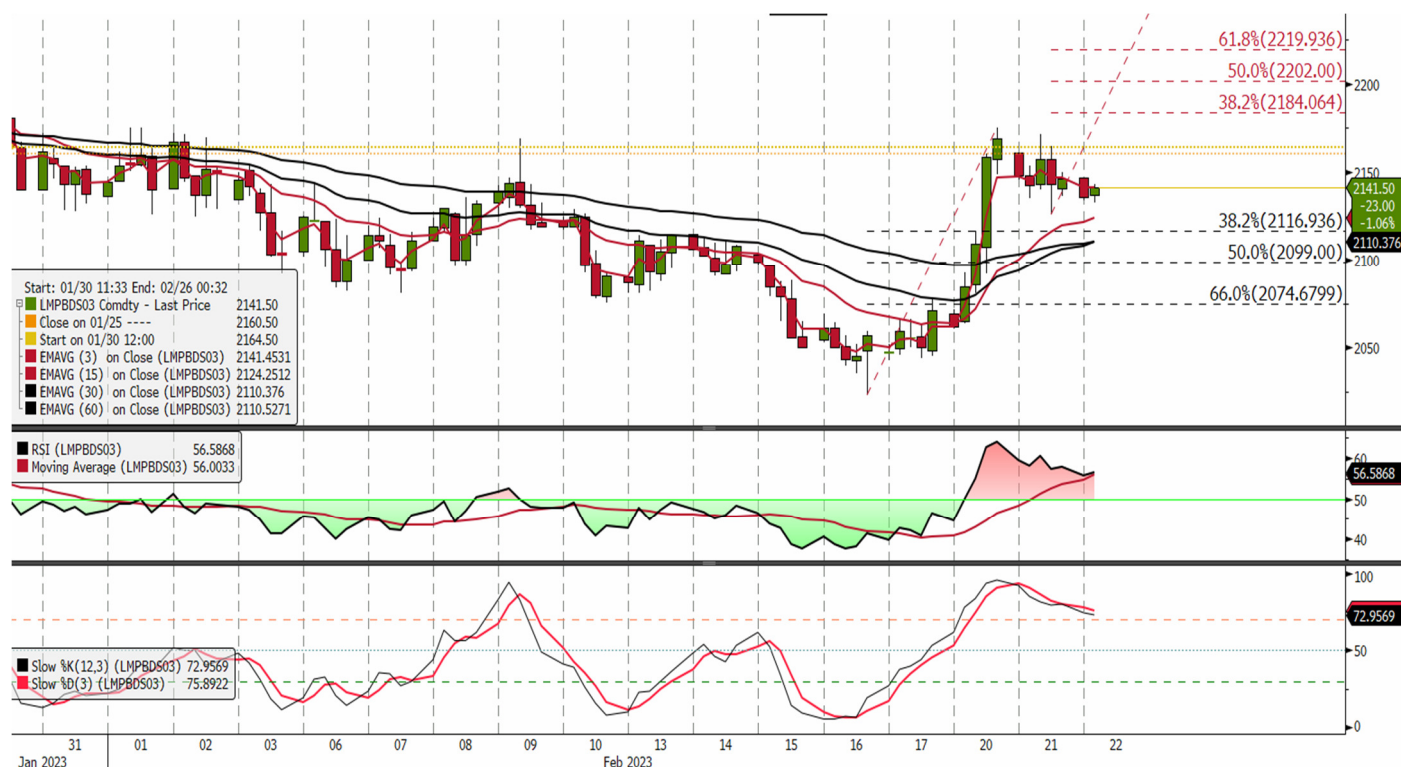 61.8%(2219.936)
50.0%(2202.00)
38.2%(2184.064)
38.2%(2116.936)
50.0%(2099.00)
66.0%(2074.6799)
2200
2150
2100
2050
2141.50
-23.00
-1.06%
2110.376
Start: 01/30 11:33 End: 02/26 00:32
LMPBDS03 Comdty - Last Price 2141.50
Close on 01/25 ---- 2160.50
Start on 01/30 12:00 2164.50
EMAVG (3) on Close (LMPBDS03) 2141.4531
EMAVG (15) on Close (LMPBDS03) 2124.2512
EMAVG (30) on Close (LMPBDS03) 2110.376
EMAVG (60) on Close (LMPBDS03) 2110.5271
RSI (LMPBDS03) 56.5868
Moving Average (LMPBDS03) 56.0033
60
56.5868
50
40
Slow %K(12,3) (LMPBDS03) 72.9569
Slow %D(3) (LMPBDS03) 75.8922
100
72.9569
50
0
31 01 02 03 06 07 08 09 10 13 14 15 16 17 20 21 22
Jan 2023 Feb 2023